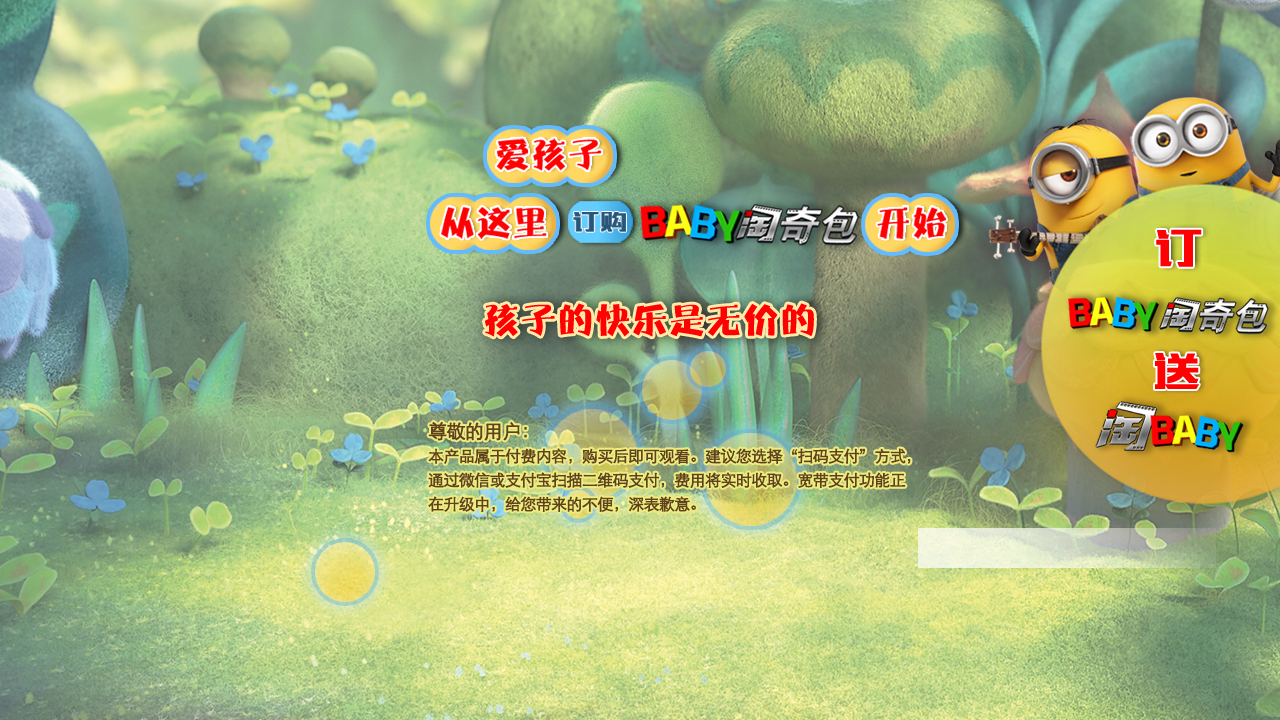 爱孩子
从这里 订购 BABY淘奇包 开始
孩子的快乐是无价的
尊敬的用户：
本产品属于付费内容，购买后即可观看。建议您选择“扫码支付”方式，
通过微信或支付宝扫描二维码支付，费用将实时收取。宽带支付功能正
在升级中，给您带来的不便，深表歉意。
订
BABY淘奇包
送
淘BABY